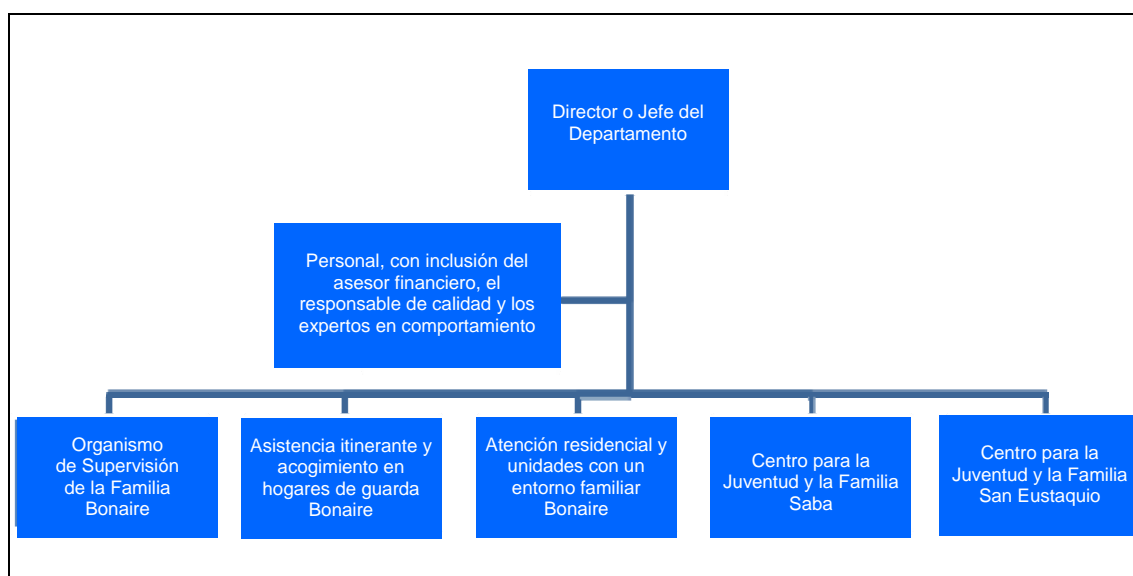 Director o Jefe del
Departamento
Personal, con inclusión del
asesor financiero, el
responsable de calidad y los
expertos en comportamiento
Organismo
de Supervisión
de la Familia
Bonaire
Asistencia itinerante y
acogimiento en
hogares de guarda
Bonaire
Atención residencial y
unidades con un
entorno familiar
Bonaire
Centro para la
Juventud y la Familia
Saba
Centro para la
Juventud y la Familia
San Eustaquio